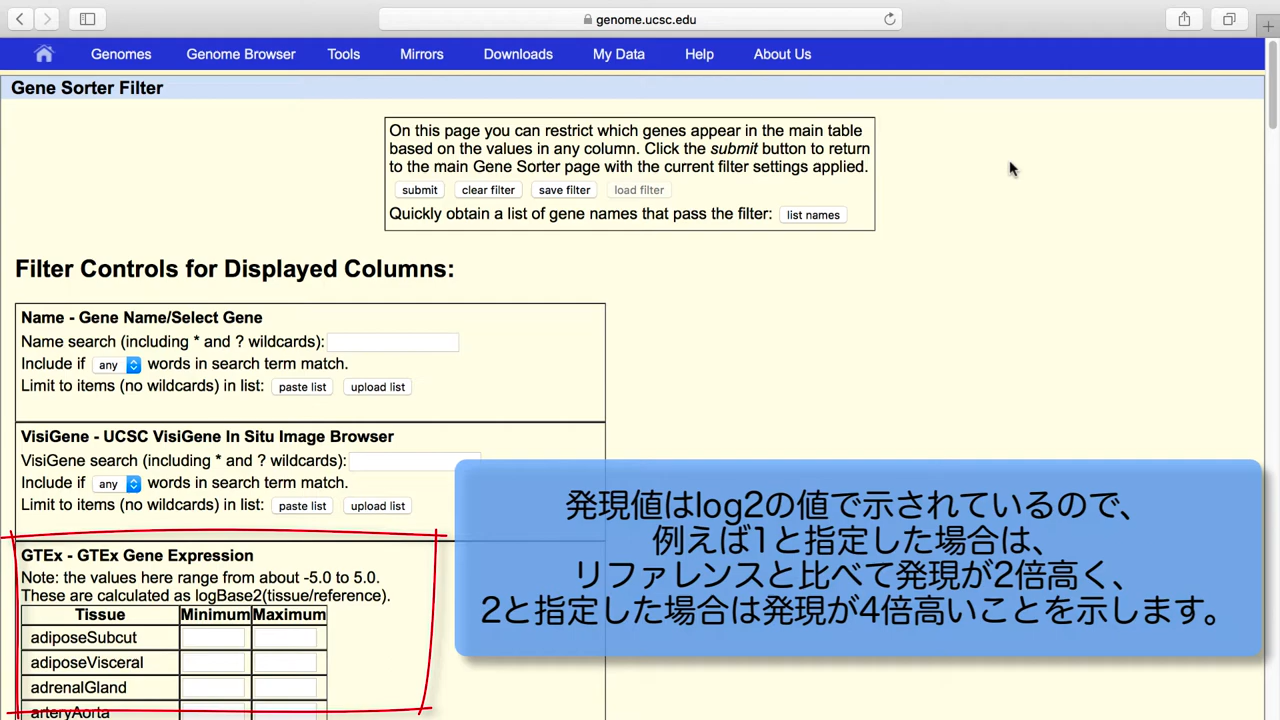 genome.ucsc.edu
Genomes Genome Browser Tools Mirrors Downloads My Data Help About Us
Gene Sorter Filter
On this page you can restrict which genes appear in the main table
based on the values in any column. Click the submit button to return
to the main Gene Sorter page with the current filter settings applied.
submit clear filter save filter load filter
Quickly obtain a list of gene names that pass the filter: list names
Filter Controls for Displayed Columns:
Name - Gene Name/Select Gene
Name search (including * and ? wildcards):
Include if any words in search term match.
Limit to items (no wildcards) in list: paste list upload list
VisiGene - UCSC VisiGene In Situ Image Browser
VisiGene search (including * and ? wildcards):
Include if any words in search term match.
Limit to items (no wildcards) in list: paste list upload list
GTEx - GTEx Gene Expression
Note: the values here range from about -5.0 to 5.0.
These are calculated as logBase2(tissue/reference).
Tissue Minimum Maximum
adiposeSubcut
adiposeVisceral
adrenalGland
arteryAorta
発現値はlog2の値で示されているので、
例えば1と指定した場合は、
リファレンスと比べて発現が2倍高く、
2と指定した場合は発現が4倍高いことを示します。